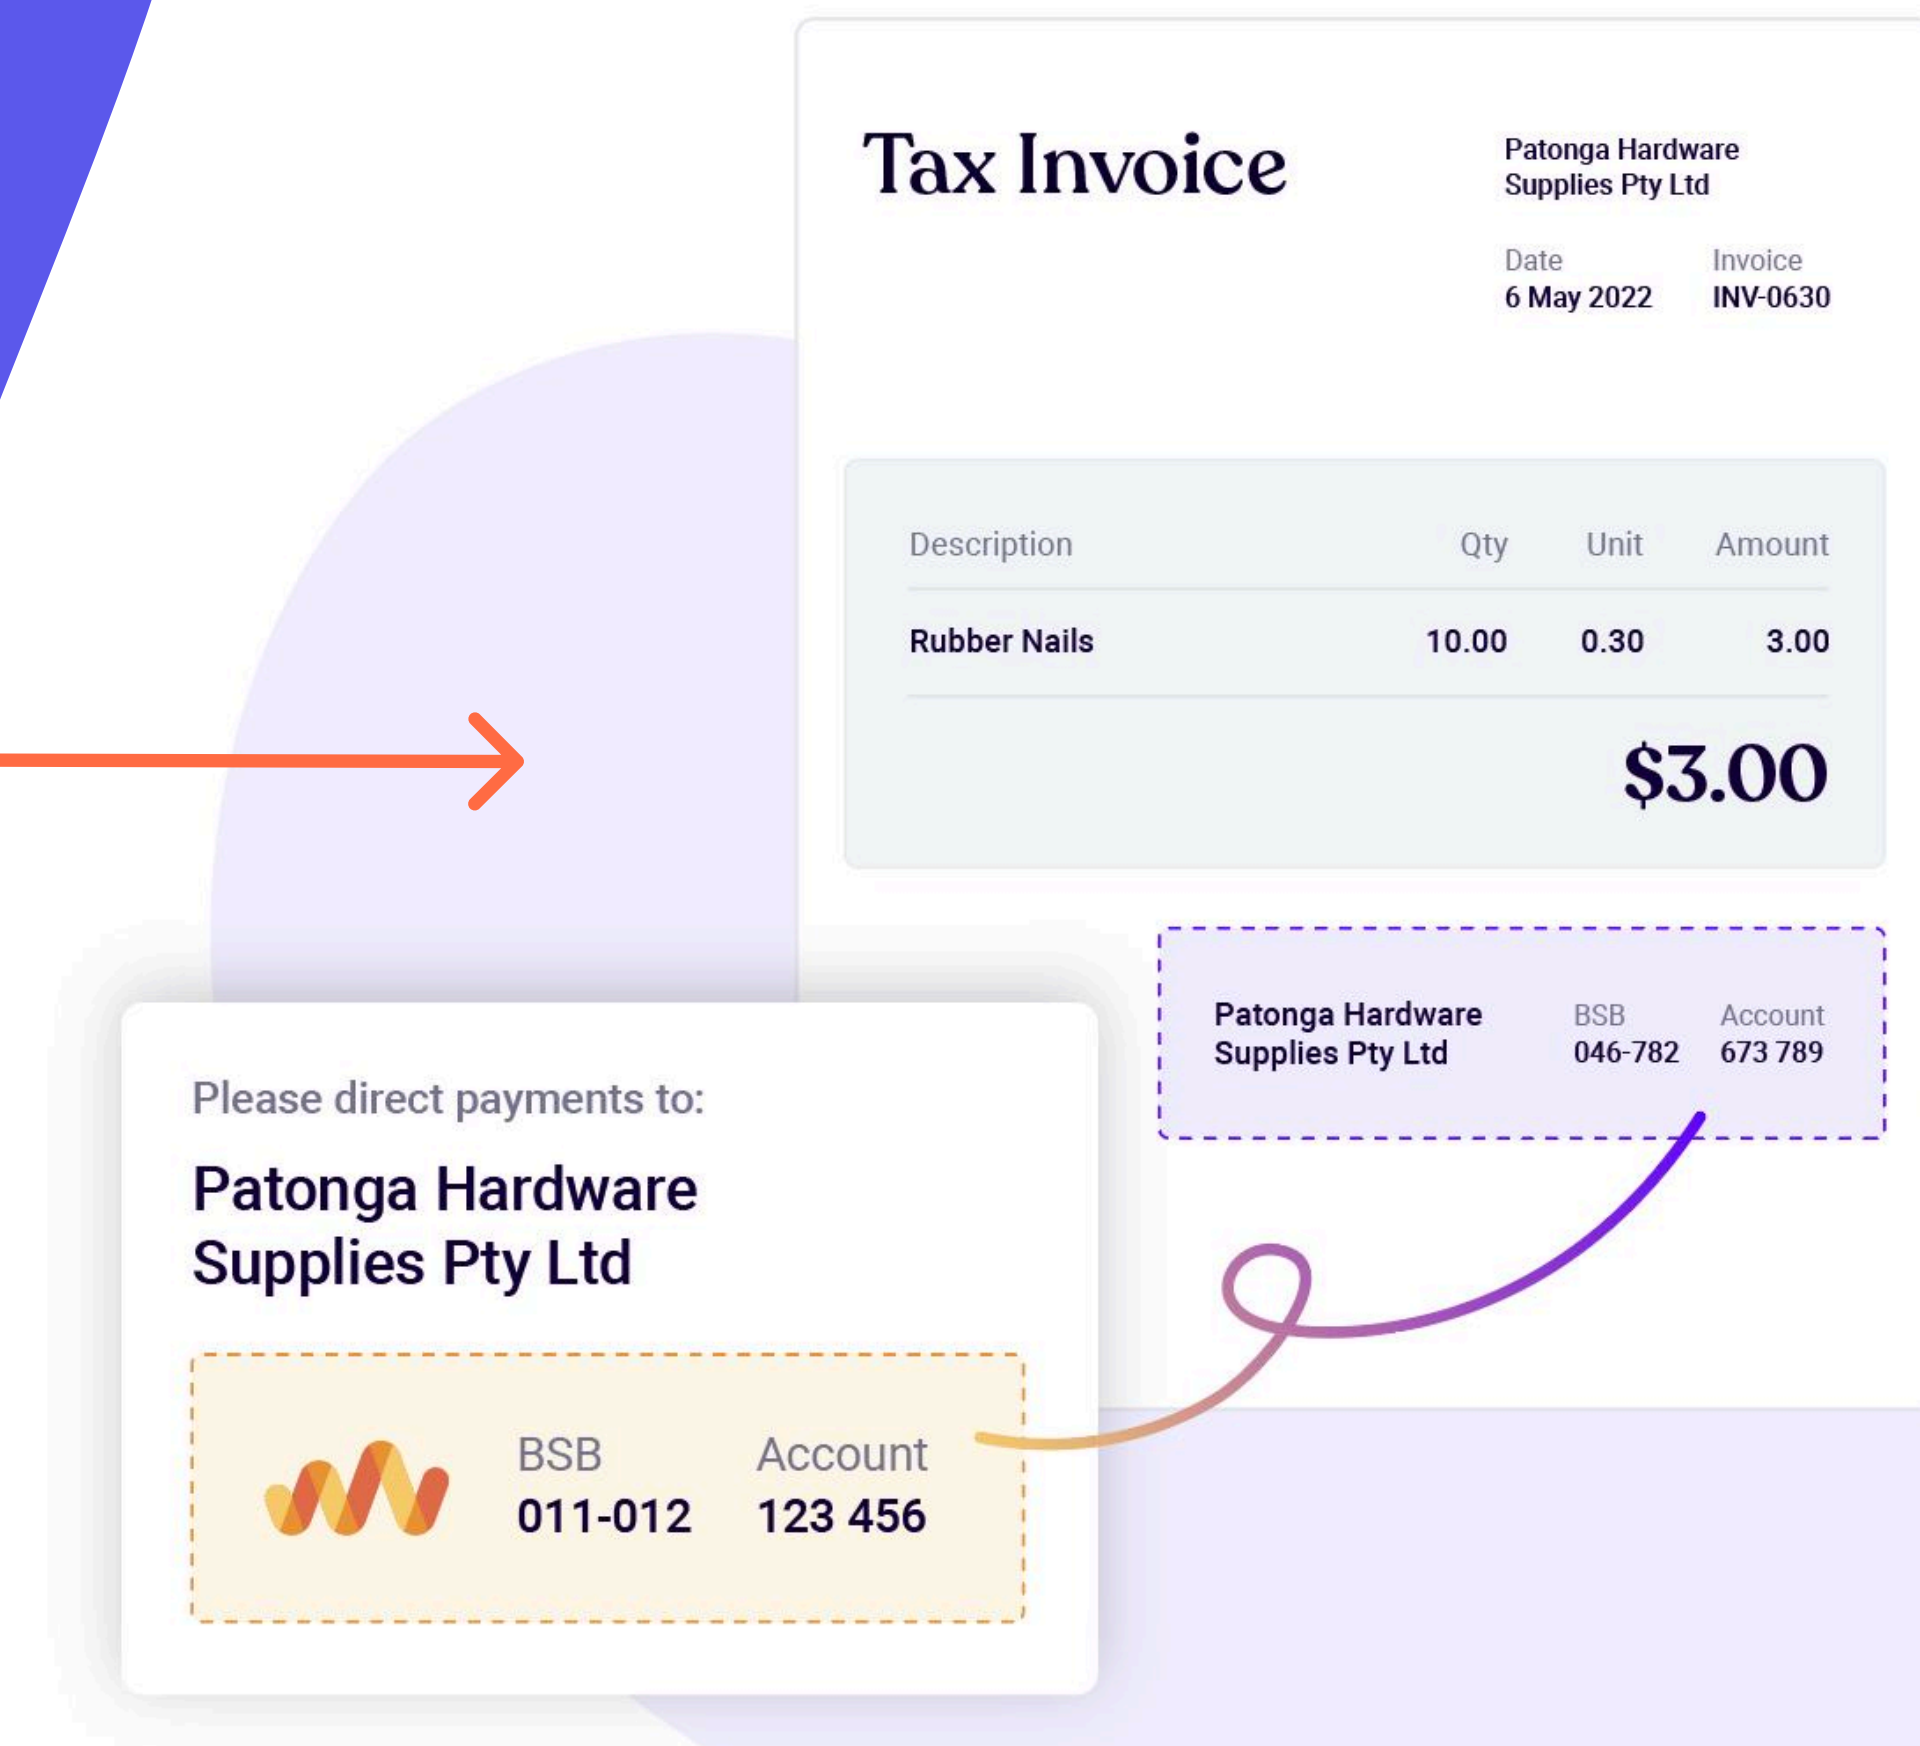 Tax Invoice
Patonga Hardware
Supplies Pty Ltd
Date Invoice
6 May 2022 INV-0630
Description Qty Unit Amount
Rubber Nails 10.00 0.30 3.00
$3.00
Patonga Hardware BSB Account
Supplies Pty Ltd 046-782 673 789
Please direct payments to:
Patonga Hardware
Supplies Pty Ltd
BSB Account
011-012 123 456